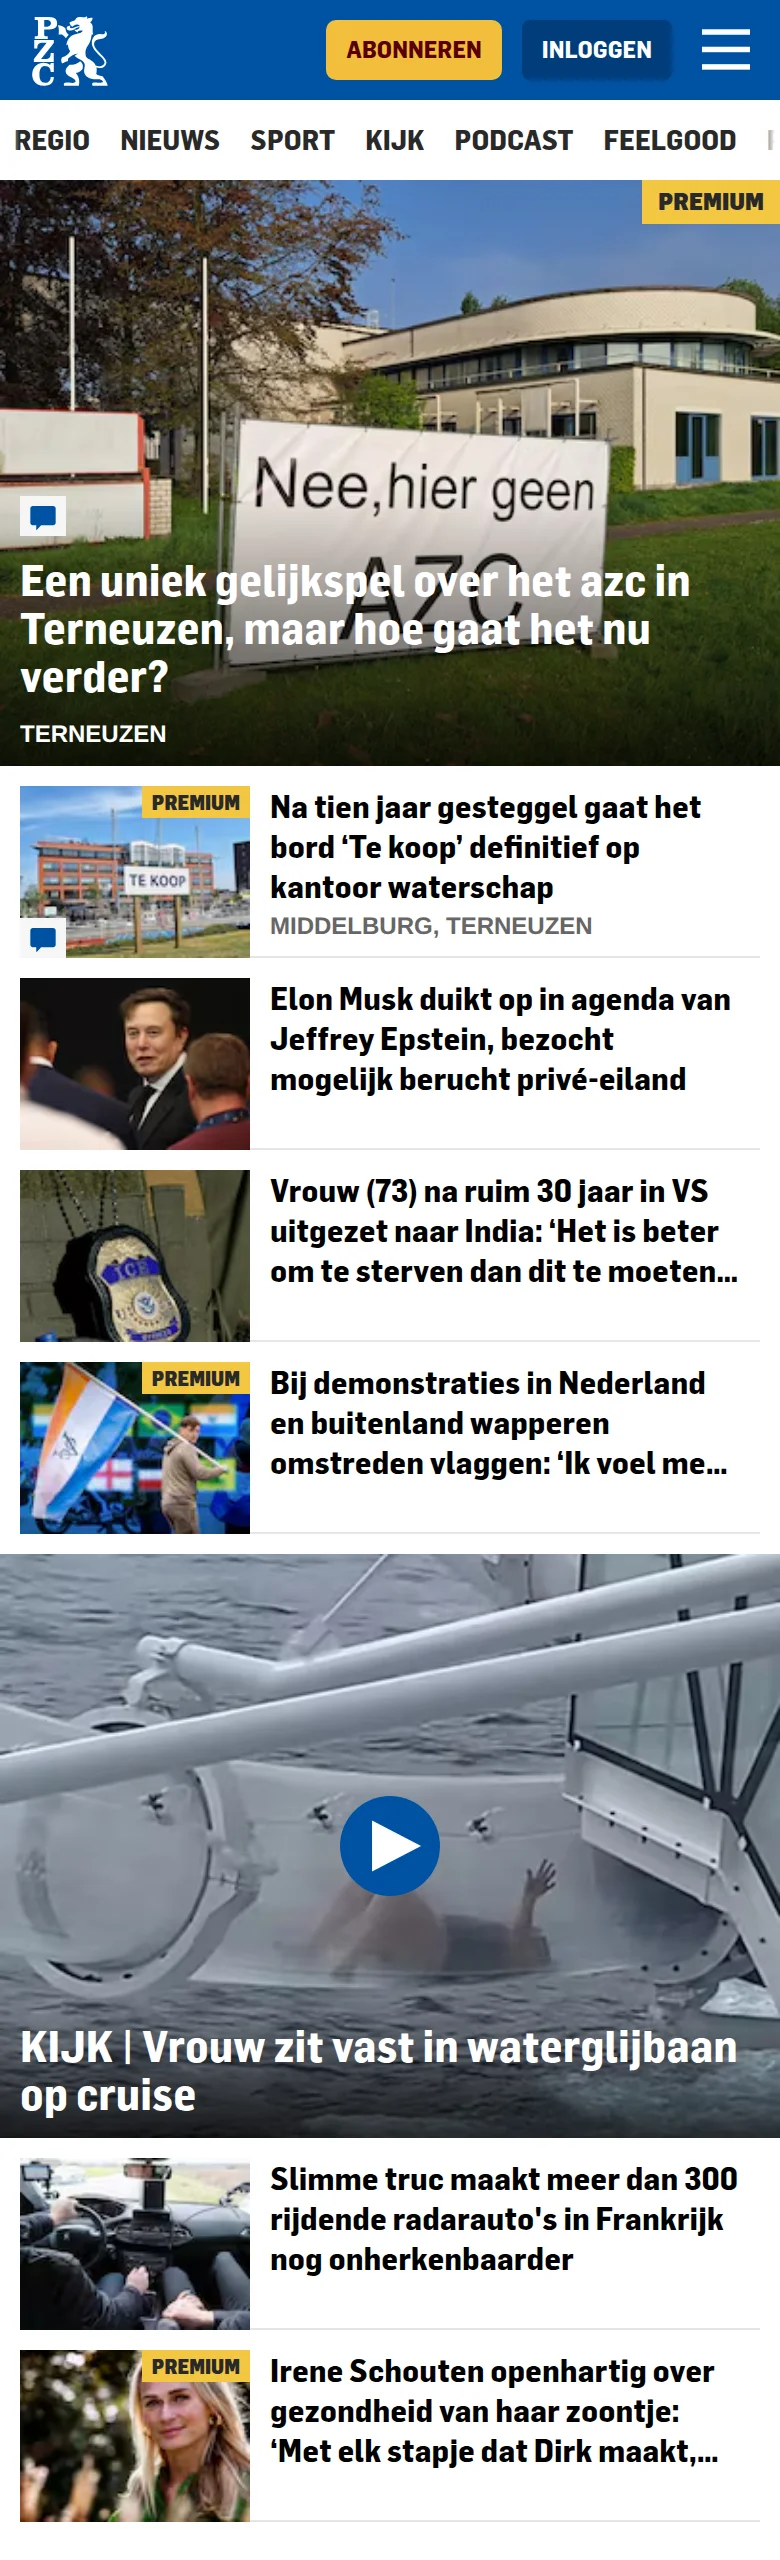 PZC
ABONNEREN
INLOGGEN
REGIO NIEUWS SPORT KIJK PODCAST FEELGOOD
PREMIUM
Nee,hier geen
AZC
Een uniek gelijkspel over het azc in
Terneuzen, maar hoe gaat het nu
verder?
TERNEUZEN
PREMIUM
TE KOOP
Na tien jaar gesteggel gaat het
bord ‘Te koop’ definitief op
kantoor waterschap
MIDDELBURG, TERNEUZEN
Elon Musk duikt op in agenda van
Jeffrey Epstein, bezocht
mogelijk berucht privé-eiland
ICE
Vrouw (73) na ruim 30 jaar in VS
uitgezet naar India: ‘Het is beter
om te sterven dan dit te moeten...
PREMIUM
Bij demonstraties in Nederland
en buitenland wapperen
omstreden vlaggen: ‘Ik voel me...
KIJK | Vrouw zit vast in waterglijbaan
op cruise
Slimme truc maakt meer dan 300
rijdende radarauto's in Frankrijk
nog onherkenbaarder
PREMIUM
Irene Schouten openhartig over
gezondheid van haar zoontje:
‘Met elk stapje dat Dirk maakt,...